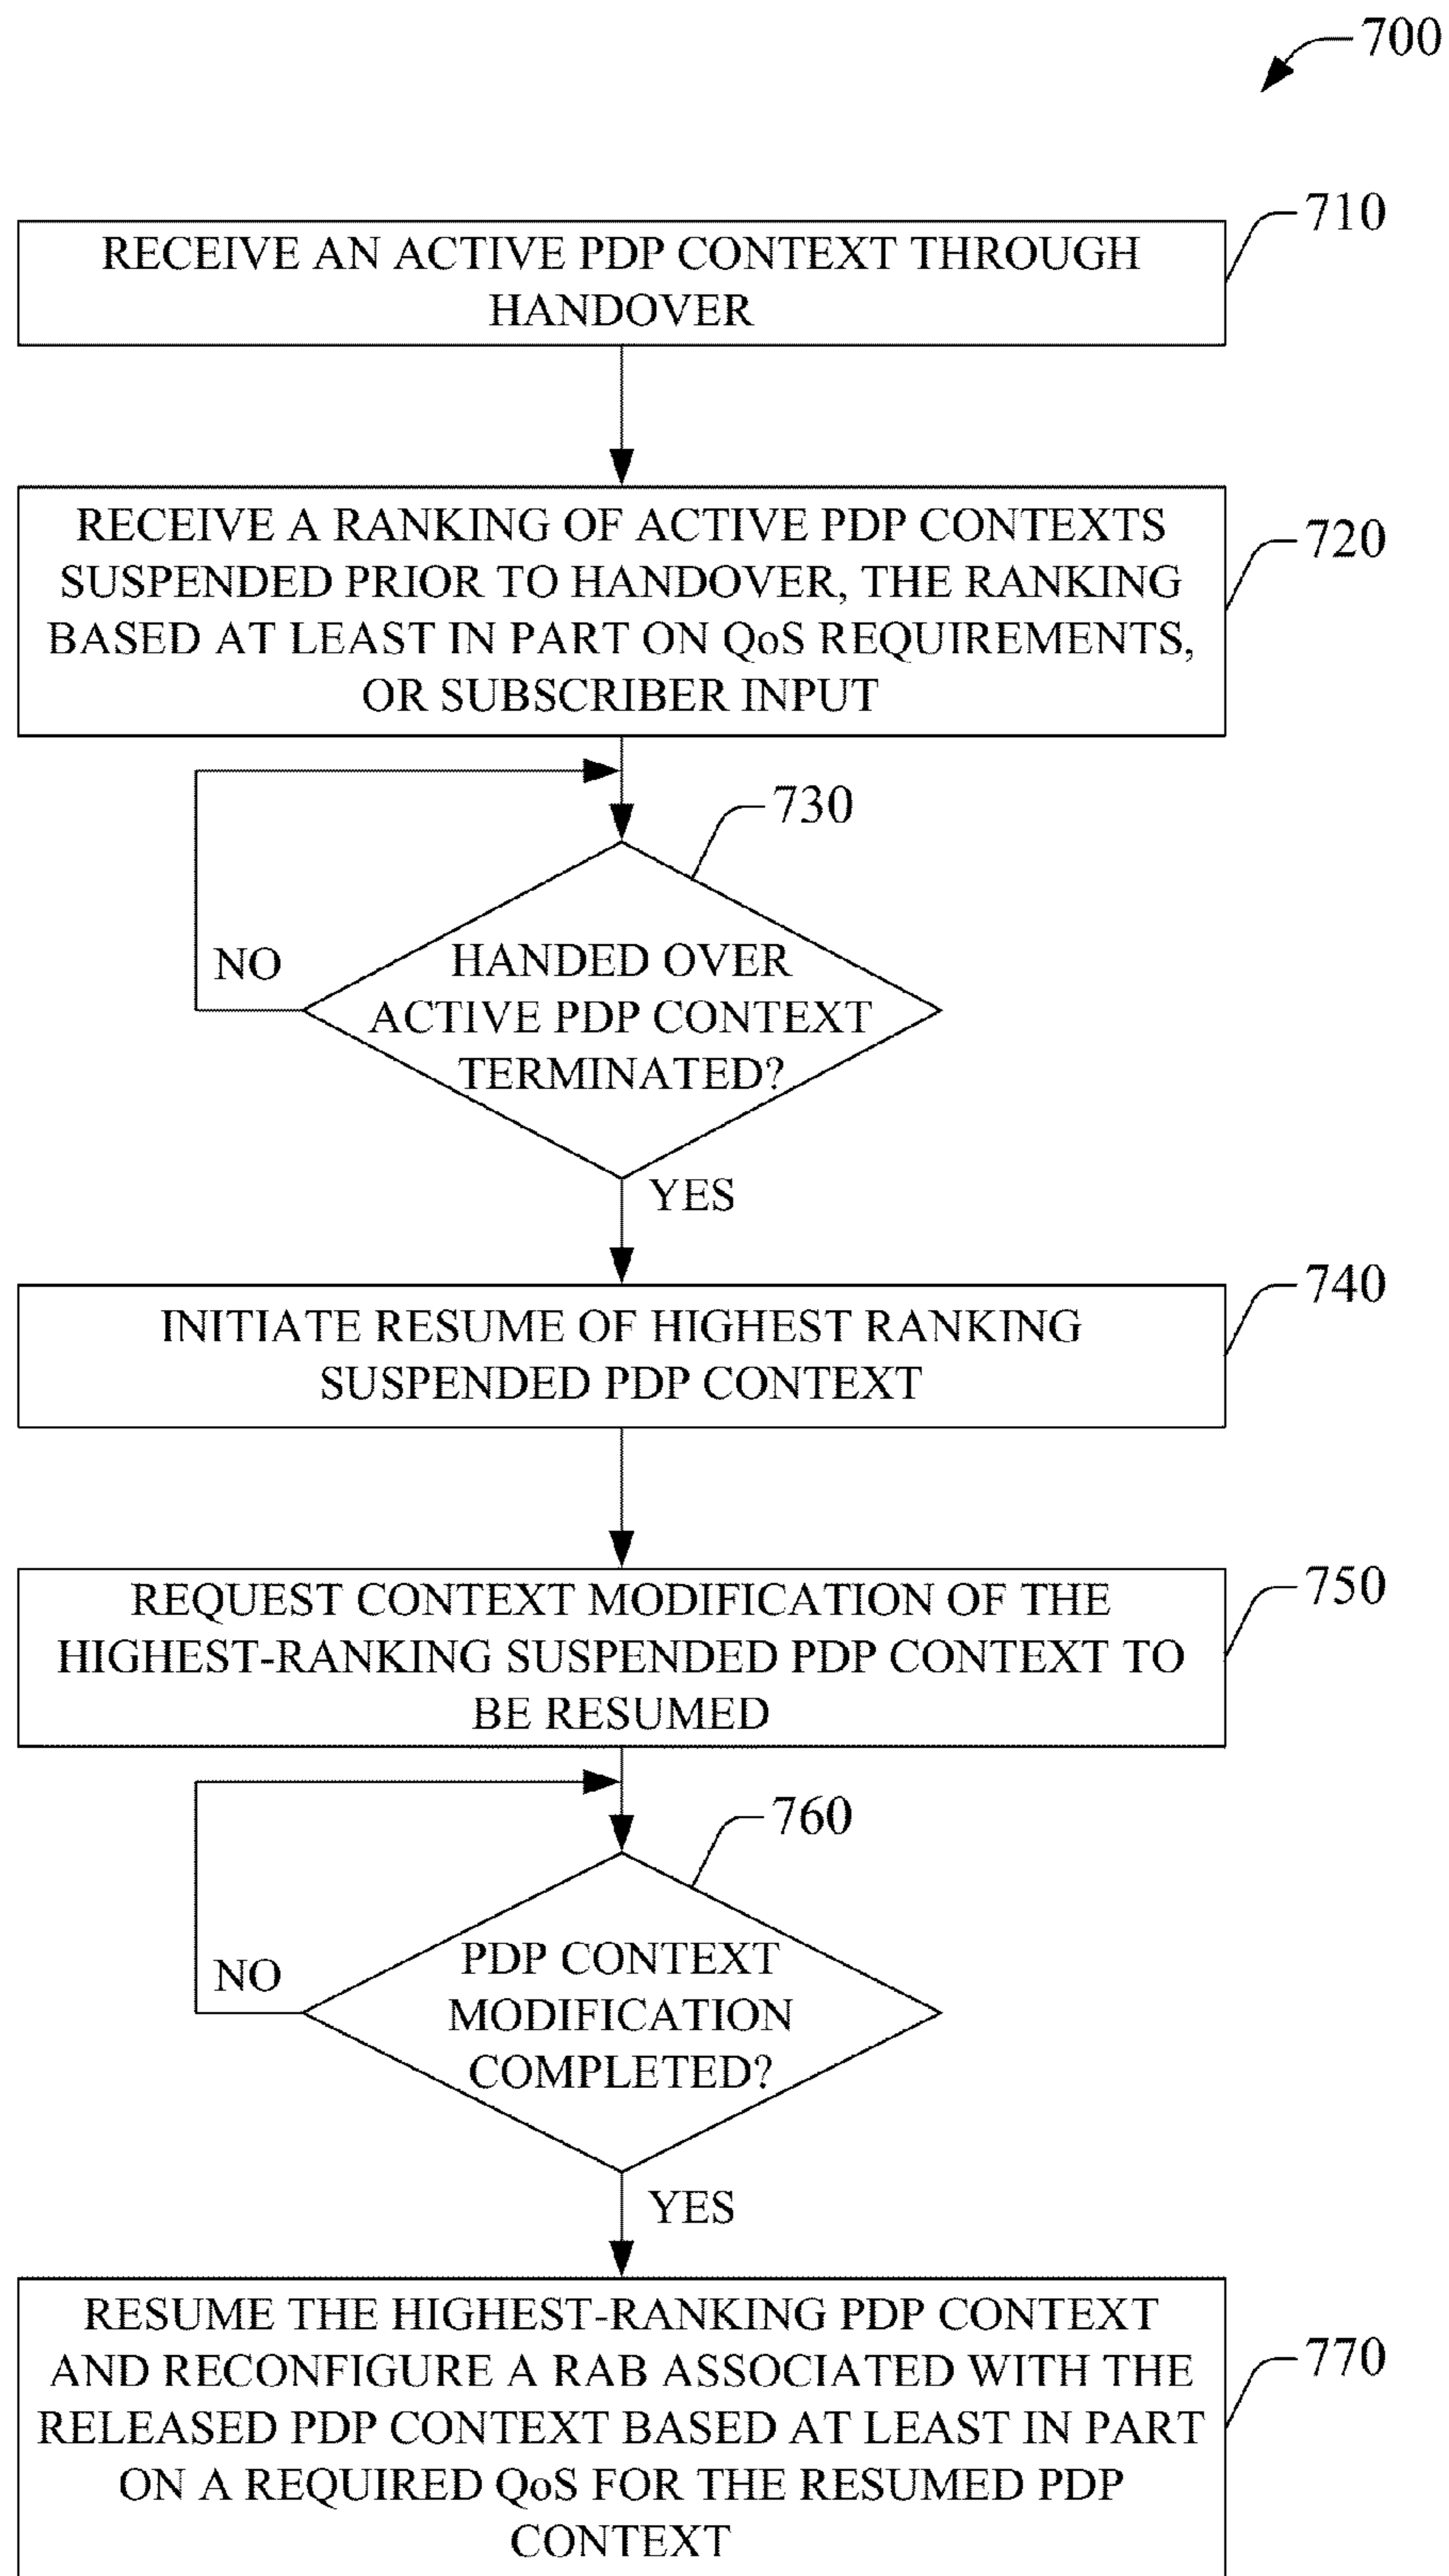 700
710
RECEIVE AN ACTIVE PDP CONTEXT THROUGH
HANDOVER
RECEIVE A RANKING OF ACTIVE PDP CONTEXTS
720
SUSPENDED PRIOR TO HANDOVER, THE RANKING
BASED AT LEAST IN PART ON QoS REQUIREMENTS,
OR SUBSCRIBER INPUT
730
NO
HANDED OVER
ACTIVE PDP CONTEXT
TERMINATED?
YES
740
INITIATE RESUME OF HIGHEST RANKING
SUSPENDED PDP CONTEXT
750
REQUEST CONTEXT MODIFICATION OF THE
HIGHEST-RANKING SUSPENDED PDP CONTEXT TO
BE RESUMED
760
NO
PDP CONTEXT
MODIFICATION
COMPLETED?
YES
RESUME THE HIGHEST-RANKING PDP CONTEXT
770
AND RECONFIGURE A RAB ASSOCIATED WITH THE
RELEASED PDP CONTEXT BASED AT LEAST IN PART
ON A REQUIRED QoS FOR THE RESUMED PDP
CONTEXT